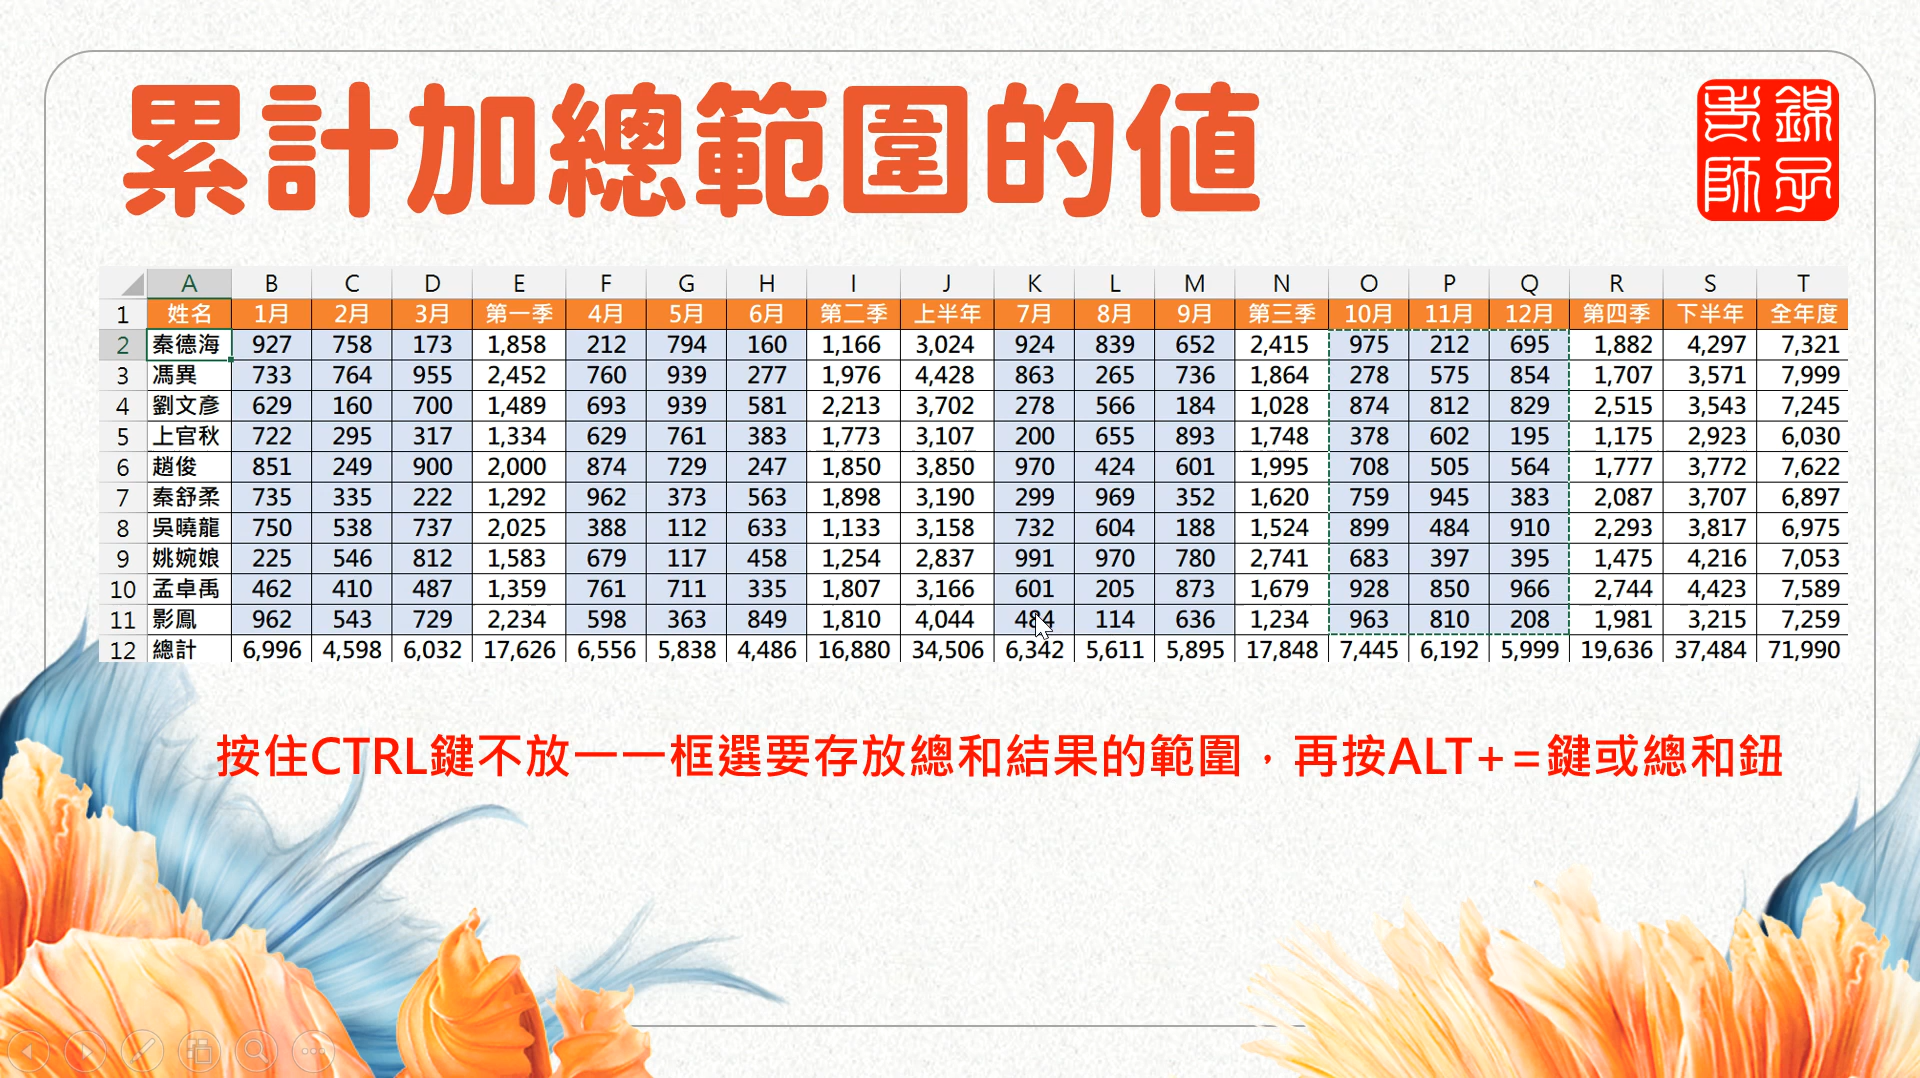 累計加總範圍的值
錦子
老師
A B C D E F G H I J K L M N O P Q R S T
1 姓名 1月 2月 3月 第一季 4月 5月 6月 第二季 上半年 7月 8月 9月 第三季 10月 11月 12月 第四季 下半年 全年度
2 秦德海 927 758 173 1,858 212 794 160 1,166 3,024 924 839 652 2,415 975 212 695 1,882 4,297 7,321
3 馮異 733 764 955 2,452 760 939 277 1,976 4,428 863 265 736 1,864 278 575 854 1,707 3,571 7,999
4 劉文彥 629 160 700 1,489 693 939 581 2,213 3,702 278 566 184 1,028 874 812 829 2,515 3,543 7,245
5 上官秋 722 295 317 1,334 629 761 383 1,773 3,107 200 655 893 1,748 378 602 195 1,175 2,923 6,030
6 趙俊 851 249 900 2,000 874 729 247 1,850 3,850 970 424 601 1,995 708 505 564 1,777 3,772 7,622
7 秦舒柔 735 335 222 1,292 962 373 563 1,898 3,190 299 969 352 1,620 759 945 383 2,087 3,707 6,897
8 吳曉龍 750 538 737 2,025 388 112 633 1,133 3,158 732 604 188 1,524 899 484 910 2,293 3,817 6,975
9 姚婉娘 225 546 812 1,583 679 117 458 1,254 2,837 991 970 780 2,741 683 397 395 1,475 4,216 7,053
10 孟卓禹 462 410 487 1,359 761 711 335 1,807 3,166 601 205 873 1,679 928 850 966 2,744 4,423 7,589
11 影鳳 962 543 729 2,234 598 363 849 1,810 4,044 484 114 636 1,234 963 810 208 1,981 3,215 7,259
12 總計 6,996 4,598 6,032 17,626 6,556 5,838 4,486 16,880 34,506 6,342 5,611 5,895 17,848 7,445 6,192 5,999 19,636 37,484 71,990
按住CTRL鍵不放一一框選要存放總和結果的範圍，再按ALT+=鍵或總和鈕